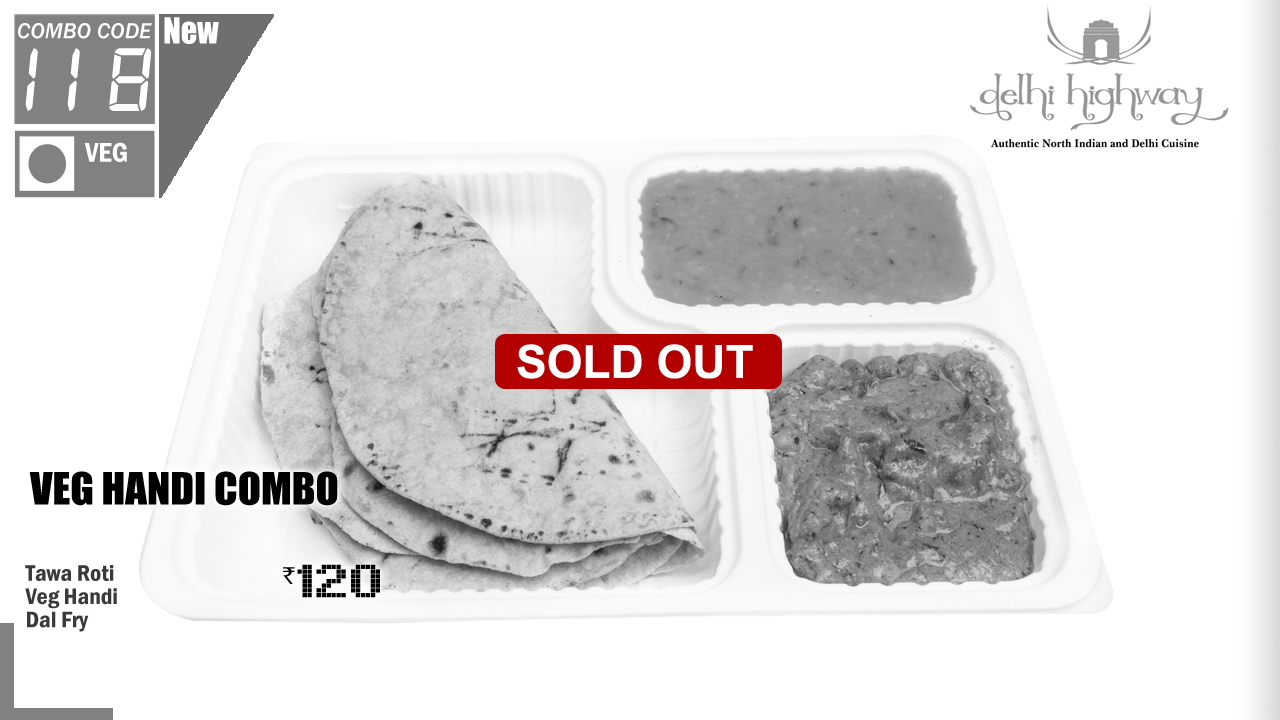 COMBO CODE
118
New
VEG
delhi highway
Authentic North Indian and Delhi Cuisine
SOLD OUT
VEG HANDI COMBO
₹120
Tawa Roti
Veg Handi
Dal Fry